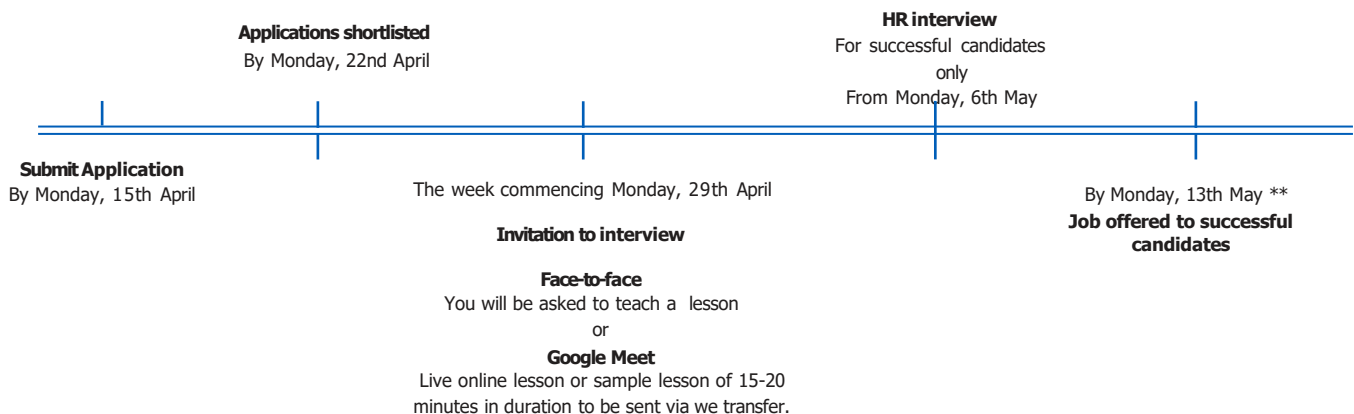 Applications shortlisted
By Monday, 22nd April
HR interview
For successful candidates
only
From Monday, 6th May
Submit Application
By Monday, 15th April
The week commencing Monday, 29th April
Invitation to interview
Face-to-face
You will be asked to teach a lesson
or
Google Meet
Live online lesson or sample lesson of 15-20
minutes in duration to be sent via we transfer.
By Monday, 13th May **
Job offered to successful
candidates